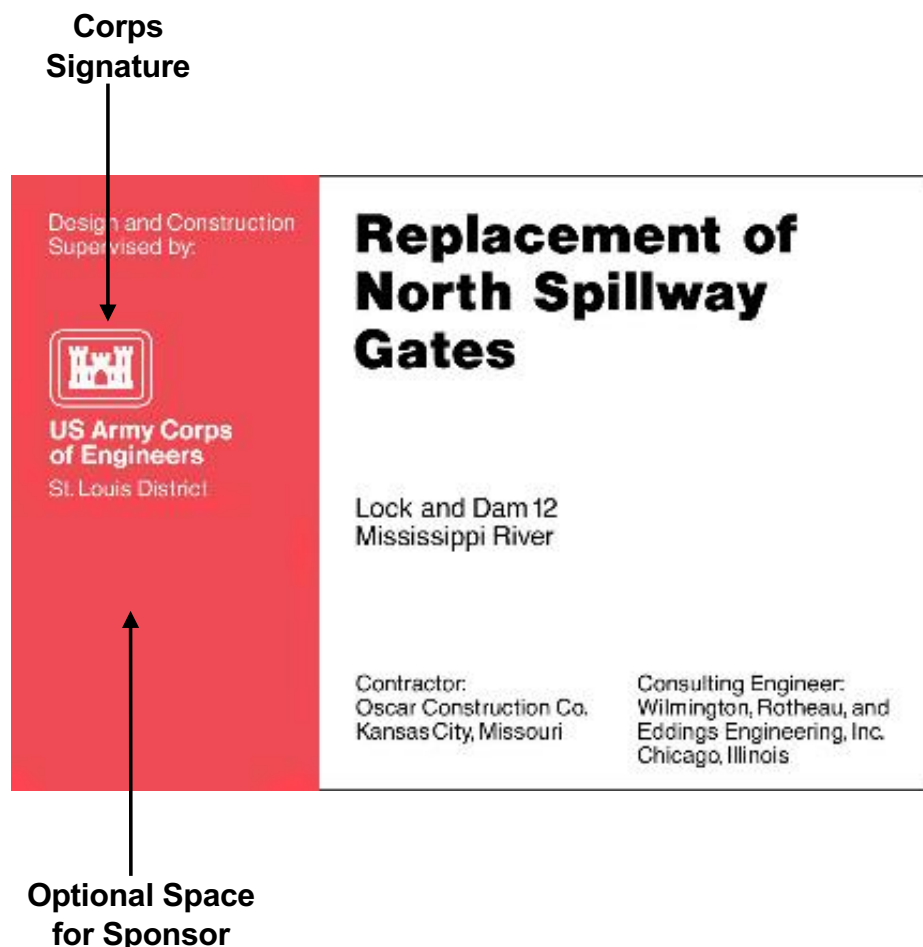 Corps
Signature
Design and Construction
Supervised by:
US Army Corps
of Engineers
St. Louis District
Replacement of
North Spillway
Gates
Lock and Dam 12
Mississippi River
Contractor:
Oscar Construction Co.
Kansas City, Missouri
Consulting Engineer:
Wilmington, Rotheau, and
Eddings Engineering, Inc.
Chicago, Illinois
Optional Space
for Sponsor